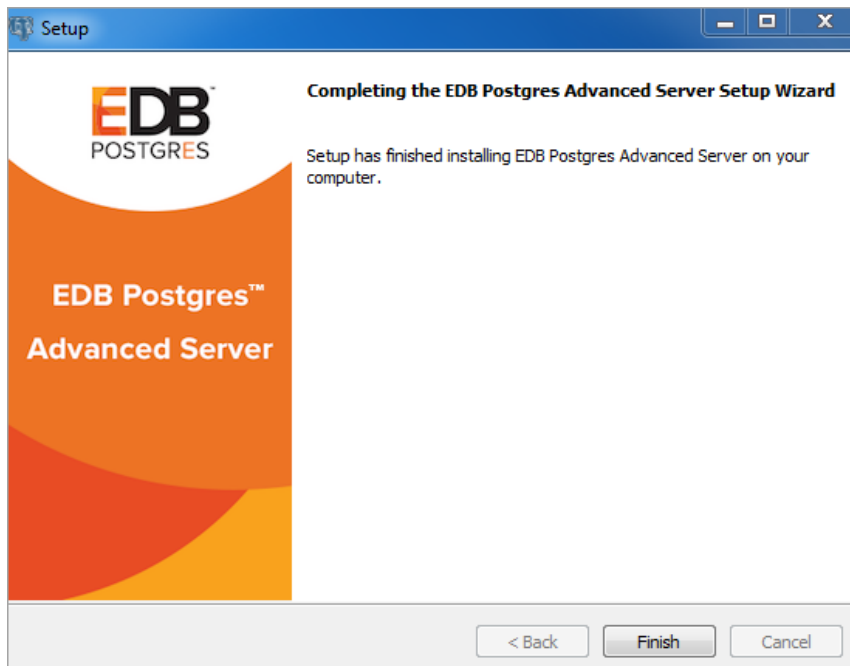 Setup
EDB™
POSTGRES
EDB Postgres™
Advanced Server
Completing the EDB Postgres Advanced Server Setup Wizard
Setup has finished installing EDB Postgres Advanced Server on your
computer.
< Back
Finish
Cancel